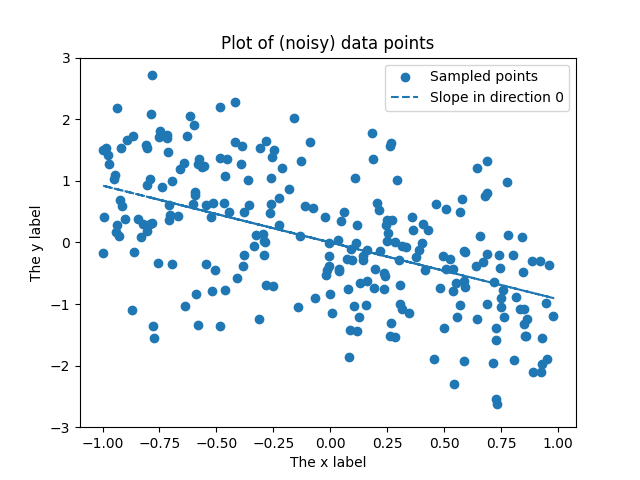 Plot of (noisy) data points
Sampled points
Slope in direction 0
3
2
1
0
−1
−2
−3
The y label
−1.00 −0.75 −0.50 −0.25 0.00 0.25 0.50 0.75 1.00
The x label